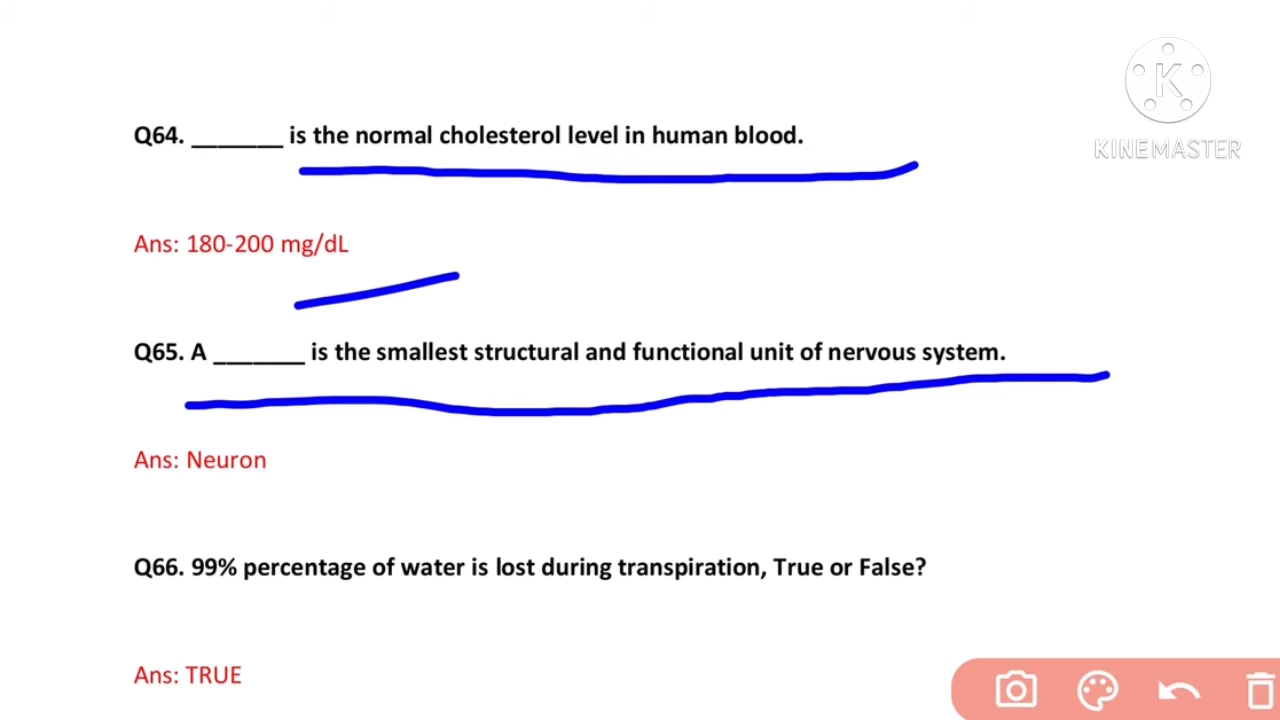 K
KINEMASTER
Q64. _______ is the normal cholesterol level in human blood.
Ans: 180-200 mg/dL
Q65. A _______ is the smallest structural and functional unit of nervous system.
Ans: Neuron
Q66. 99% percentage of water is lost during transpiration, True or False?
Ans: TRUE